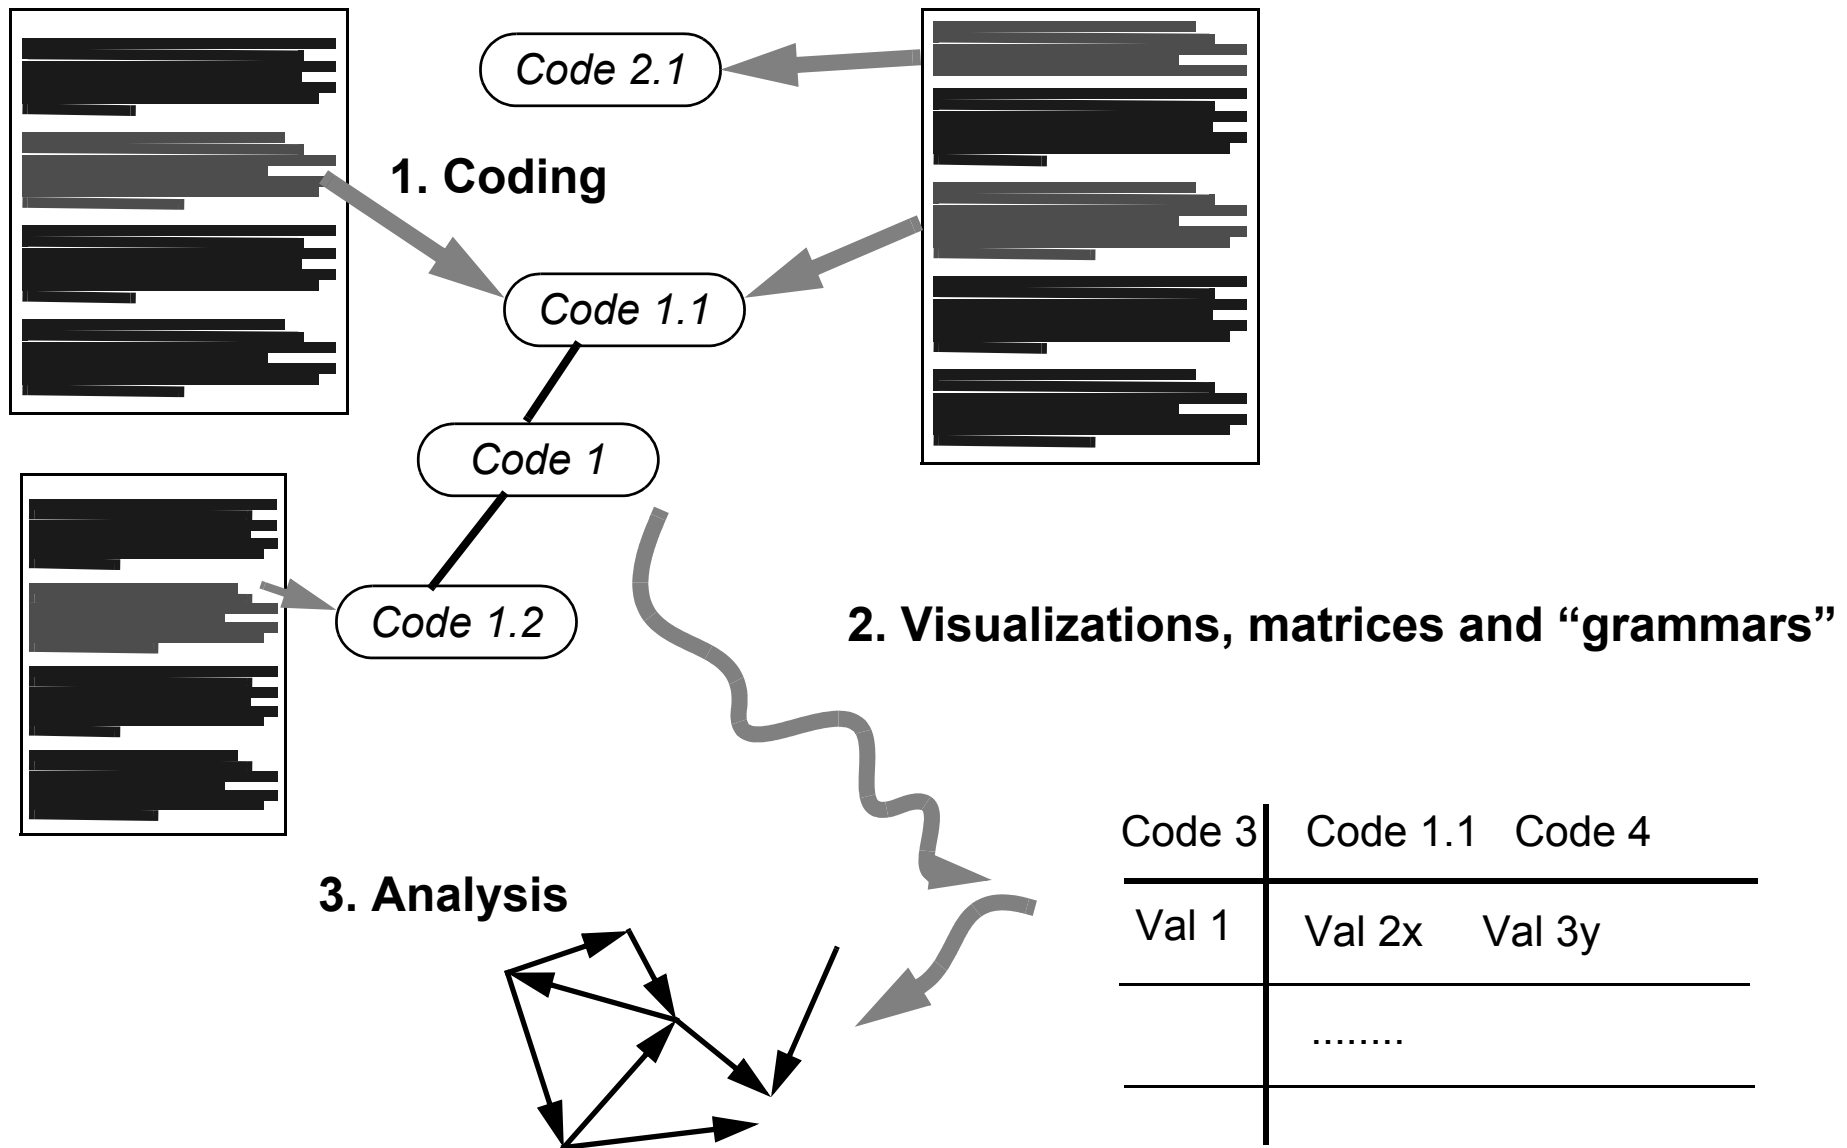 Code 2.1
1. Coding
Code 1.1
Code 1
Code 1.2
2. Visualizations, matrices and “grammars”
Code 3 Code 1.1 Code 4
Val 1 Val 2x Val 3y
........
3. Analysis